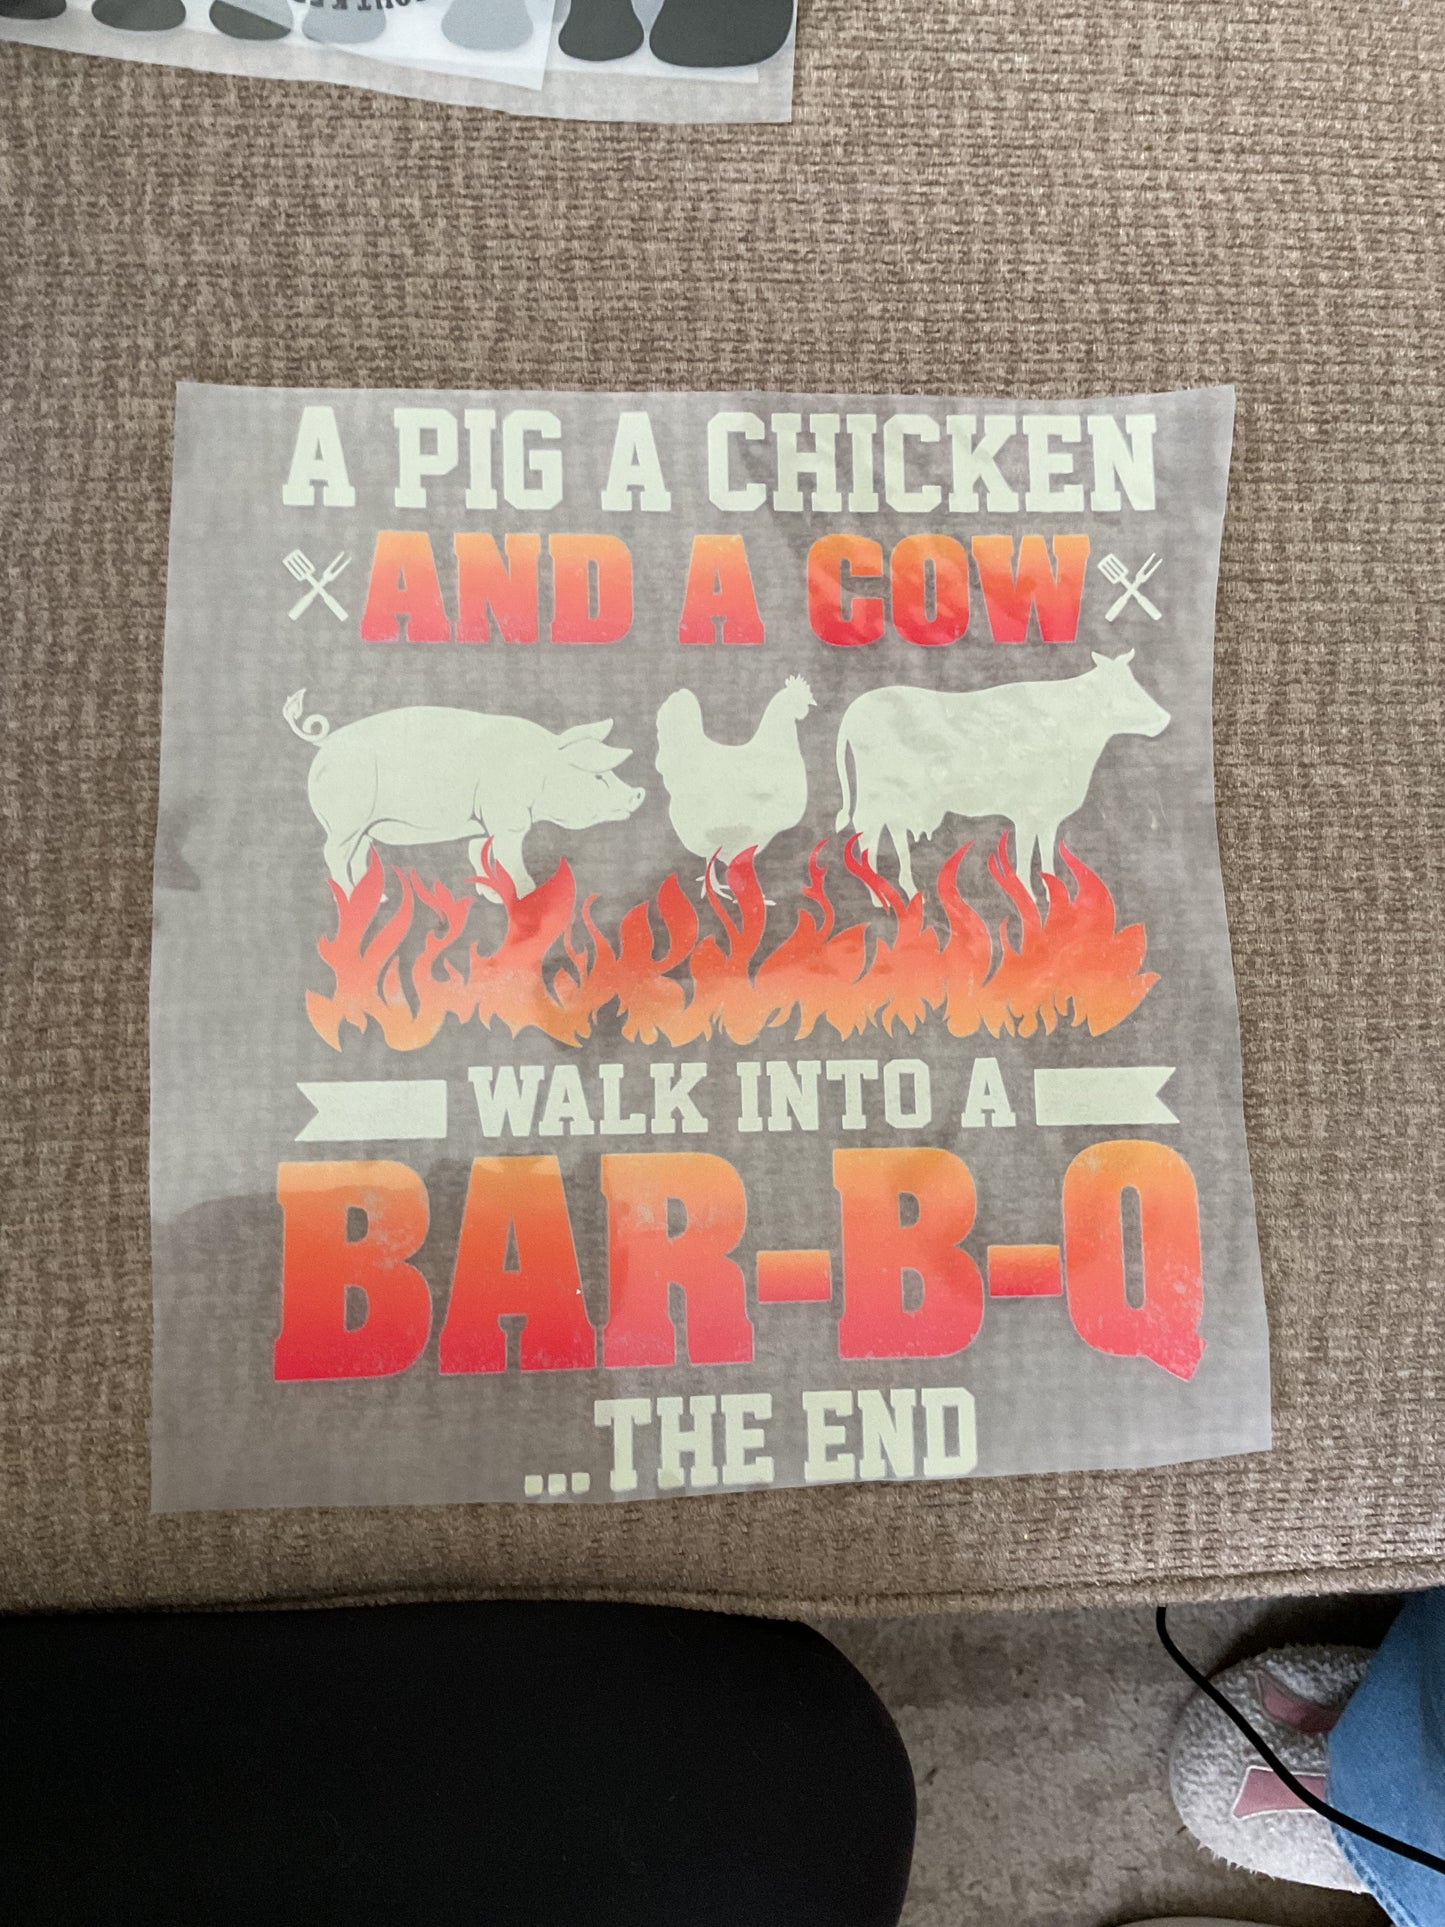 A PIG A CHICKEN
AND A COW
WALK INTO A
BAR-B-Q
...THE END